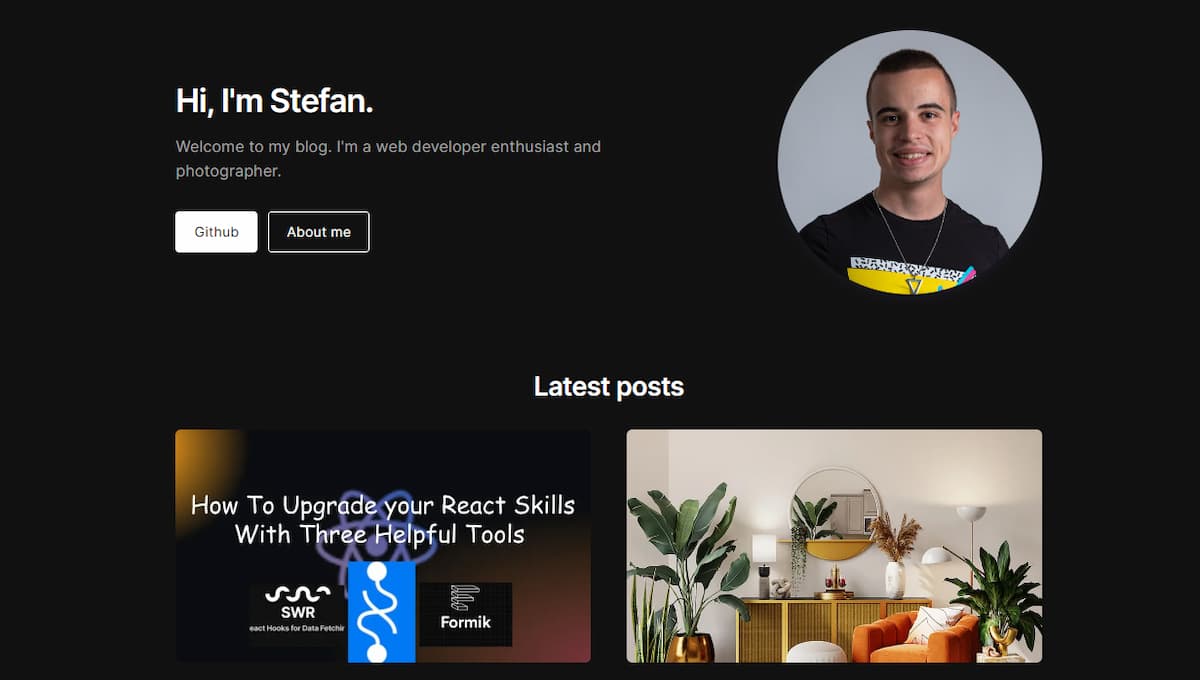 Hi, I'm Stefan.
Welcome to my blog. I'm a web developer enthusiast and
photographer.
Github
About me
Latest posts
How To Upgrade your React Skills
With Three Helpful Tools
SWR
eact Hooks for Data Fetchin
Formik